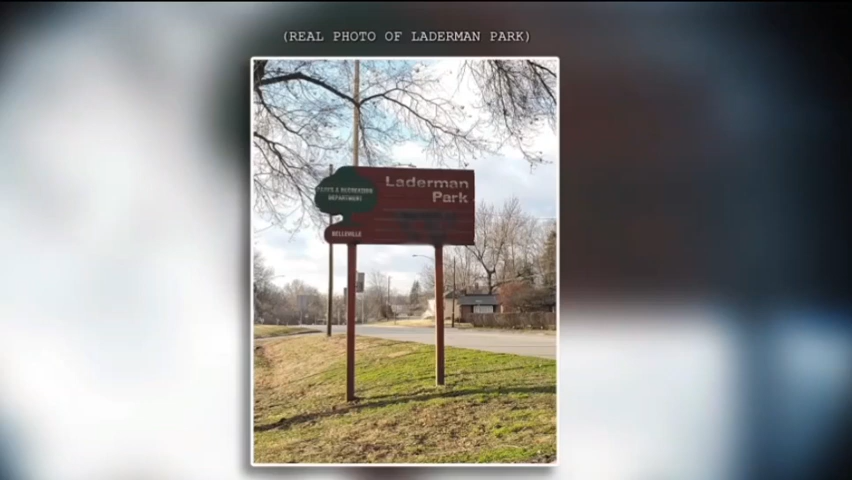 (REAL PHOTO OF LADERMAN PARK)
Laderman
Park
PARKS & RECREATION
DEPARTMENT
BELLEVILLE